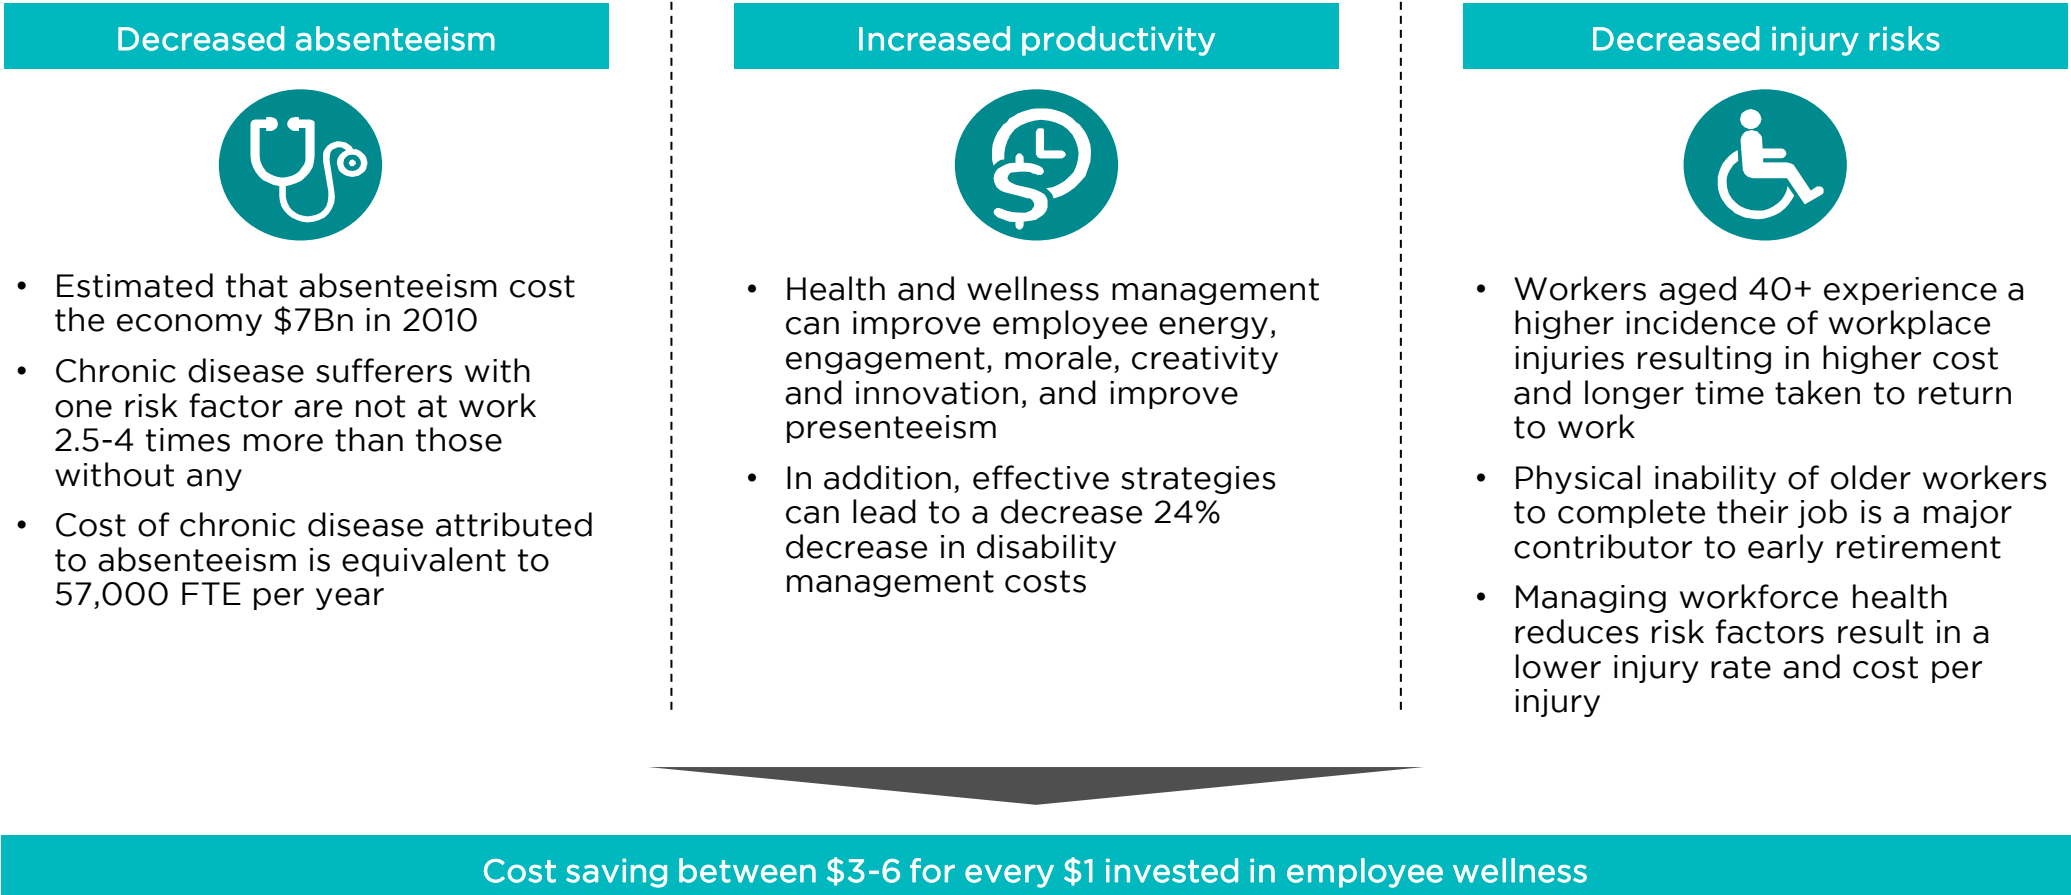 Decreased absenteeism
• Estimated that absenteeism cost
the economy $7Bn in 2010
• Chronic disease sufferers with
one risk factor are not at work
2.5-4 times more than those
without any
• Cost of chronic disease attributed
to absenteeism is equivalent to
57,000 FTE per year
Increased productivity
• Health and wellness management
can improve employee energy,
engagement, morale, creativity
and innovation, and improve
presenteeism
• In addition, effective strategies
can lead to a decrease 24%
decrease in disability
management costs
Decreased injury risks
• Workers aged 40+ experience a
higher incidence of workplace
injuries resulting in higher cost
and longer time taken to return
to work
• Physical inability of older workers
to complete their job is a major
contributor to early retirement
• Managing workforce health
reduces risk factors result in a
lower injury rate and cost per
injury
Cost saving between $3-6 for every $1 invested in employee wellness